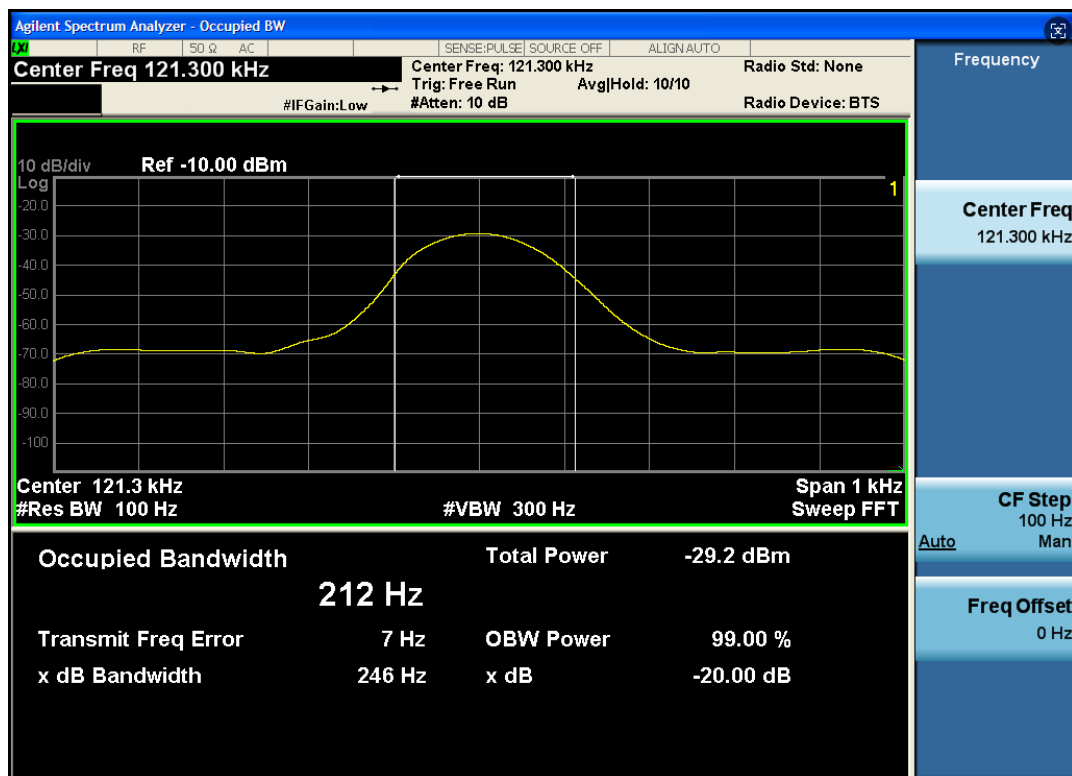 Agilent Spectrum Analyzer - Occupied BW
LXI RF 50 Ω AC SENSE:PULSE SOURCE OFF ALIGN AUTO
Center Freq 121.300 kHz
Center Freq: 121.300 kHz
Radio Std: None
Trig: Free Run
Avg|Hold: 10/10
#IFGain:Low
#Atten: 10 dB
Radio Device: BTS
10 dB/div
Ref -10.00 dBm
Log
1
-20.0
-30.0
-40.0
-50.0
-60.0
-70.0
-80.0
-90.0
-100
Center 121.3 kHz
Span 1 kHz
#Res BW 100 Hz
#VBW 300 Hz
Sweep FFT
Occupied Bandwidth
212 Hz
Total Power -29.2 dBm
Transmit Freq Error 7 Hz
OBW Power 99.00 %
x dB Bandwidth 246 Hz
x dB -20.00 dB
Frequency
Center Freq
121.300 kHz
CF Step
100 Hz
Auto Man
Freq Offset
0 Hz